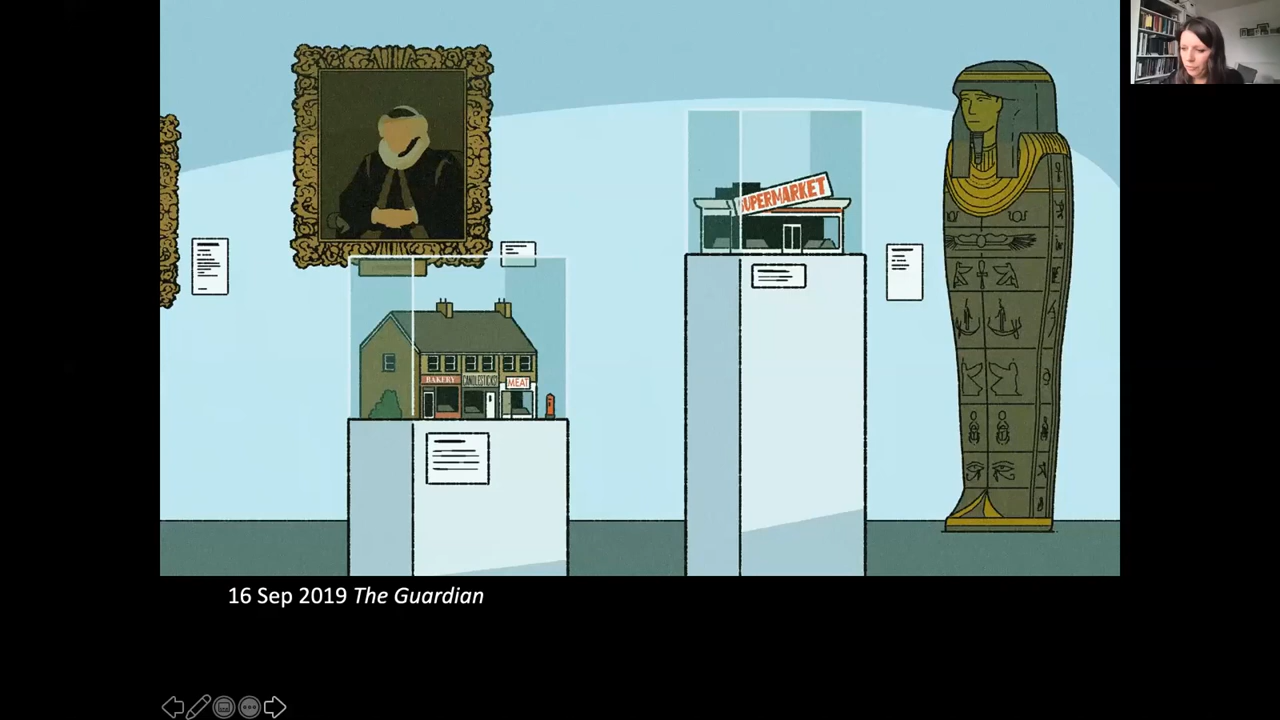 SUPERMARKET
BAKERY
CANDLESTICKS
MEAT
16 Sep 2019 The Guardian